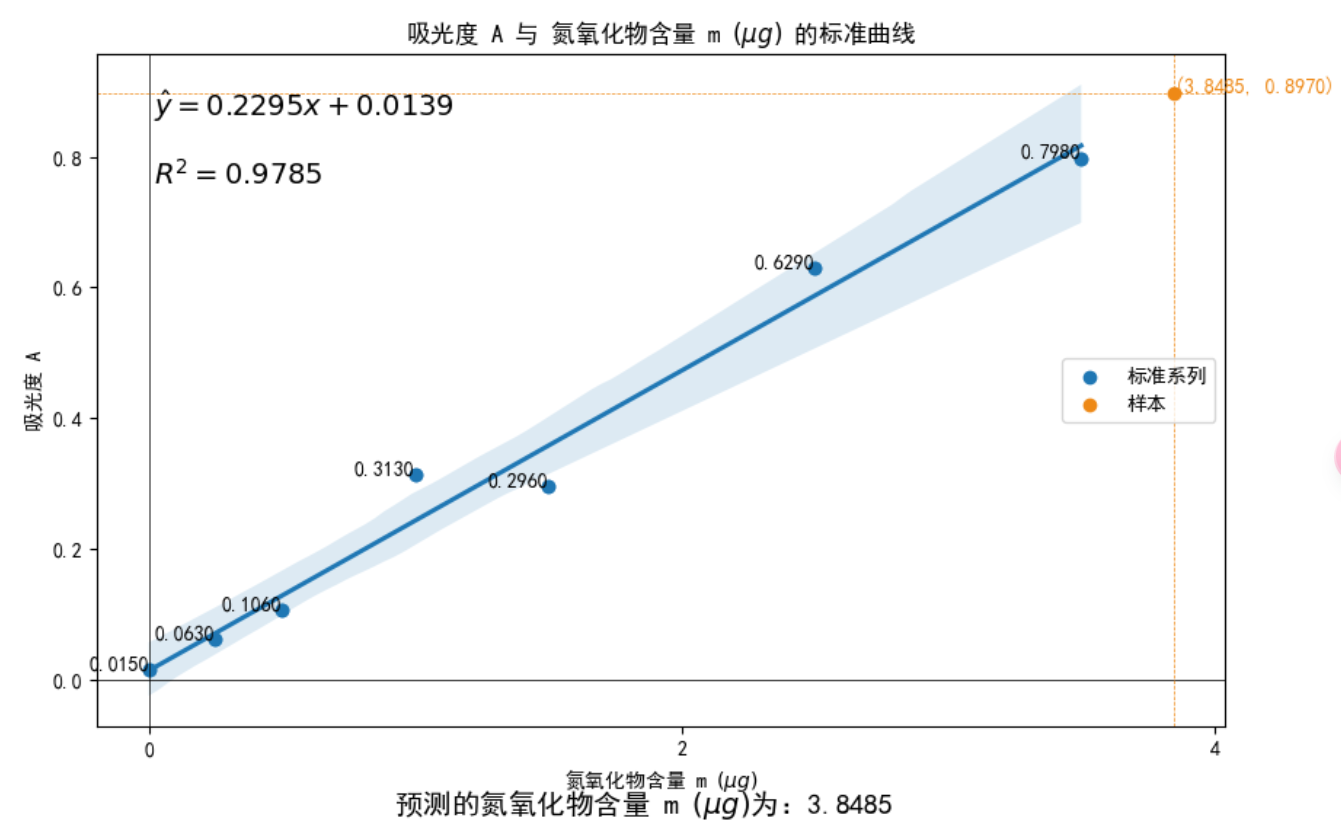 吸光度 A 与 氮氧化物含量 m (μg) 的标准曲线
(3.8485, 0.8970)
ŷ = 0.2295x + 0.0139
R² = 0.9785
0.8
0.7980
0.6
0.6290
吸光度 A
标准系列
样本
0.4
0.3130
0.2960
0.2
0.1060
0.0630
0.0150
0.0
0 2 4
氮氧化物含量 m (μg)
预测的氮氧化物含量 m (μg)为：3.8485